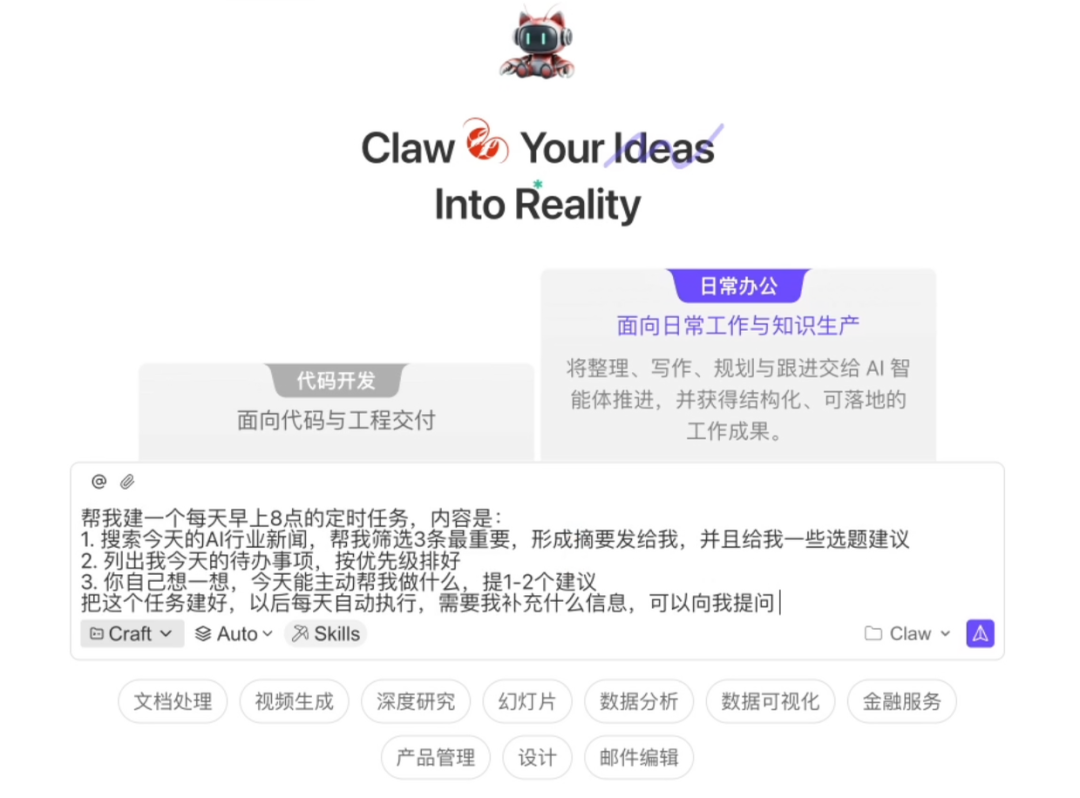 Claw Your Ideas
Into Reality
日常办公
面向日常工作与知识生产
将整理、写作、规划与跟进交给 AI 智
能体推进，并获得结构化、可落地的
工作成果。
代码开发
面向代码与工程交付
@
帮我建一个每天早上8点的定时任务，内容是：
1. 搜索今天的AI行业新闻，帮我筛选3条最重要，形成摘要发给我，并且给我一些选题建议
2. 列出我今天的待办事项，按优先级排好
3. 你自己想一想，今天能主动帮我做什么，提1-2个建议
把这个任务建好，以后每天自动执行，需要我补充什么信息，可以向我提问
Craft Auto Skills Claw
文档处理 视频生成 深度研究 幻灯片 数据分析 数据可视化 金融服务
产品管理 设计 邮件编辑